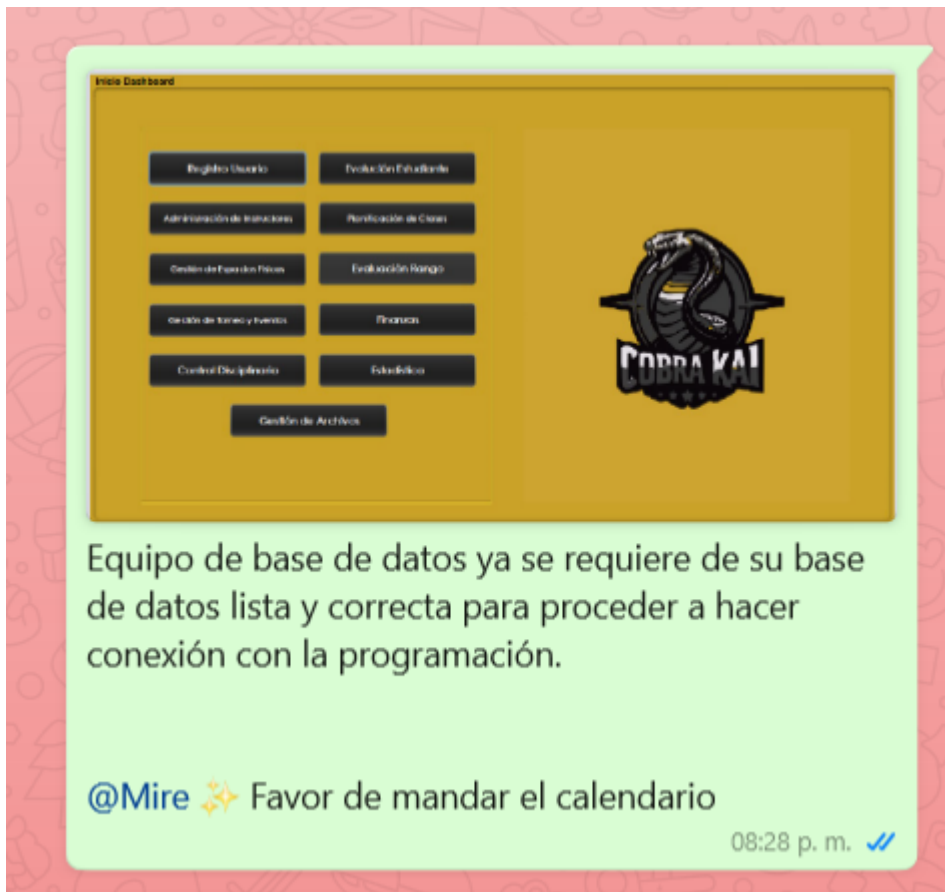 Inicio Dashboard
Registro Usuario
Evolución Estudiante
Administración de Instructores
Planificación de Clases
Gestión de Espacios Físicos
Evaluación Rango
Gestión de Torneo y Eventos
Finanzas
Control Disciplinario
Estadística
Gestión de Archivos
COBRA KAI
Equipo de base de datos ya se requiere de su base
de datos lista y correcta para proceder a hacer
conexión con la programación.
@Mire ✨ Favor de mandar el calendario
08:28 p. m.